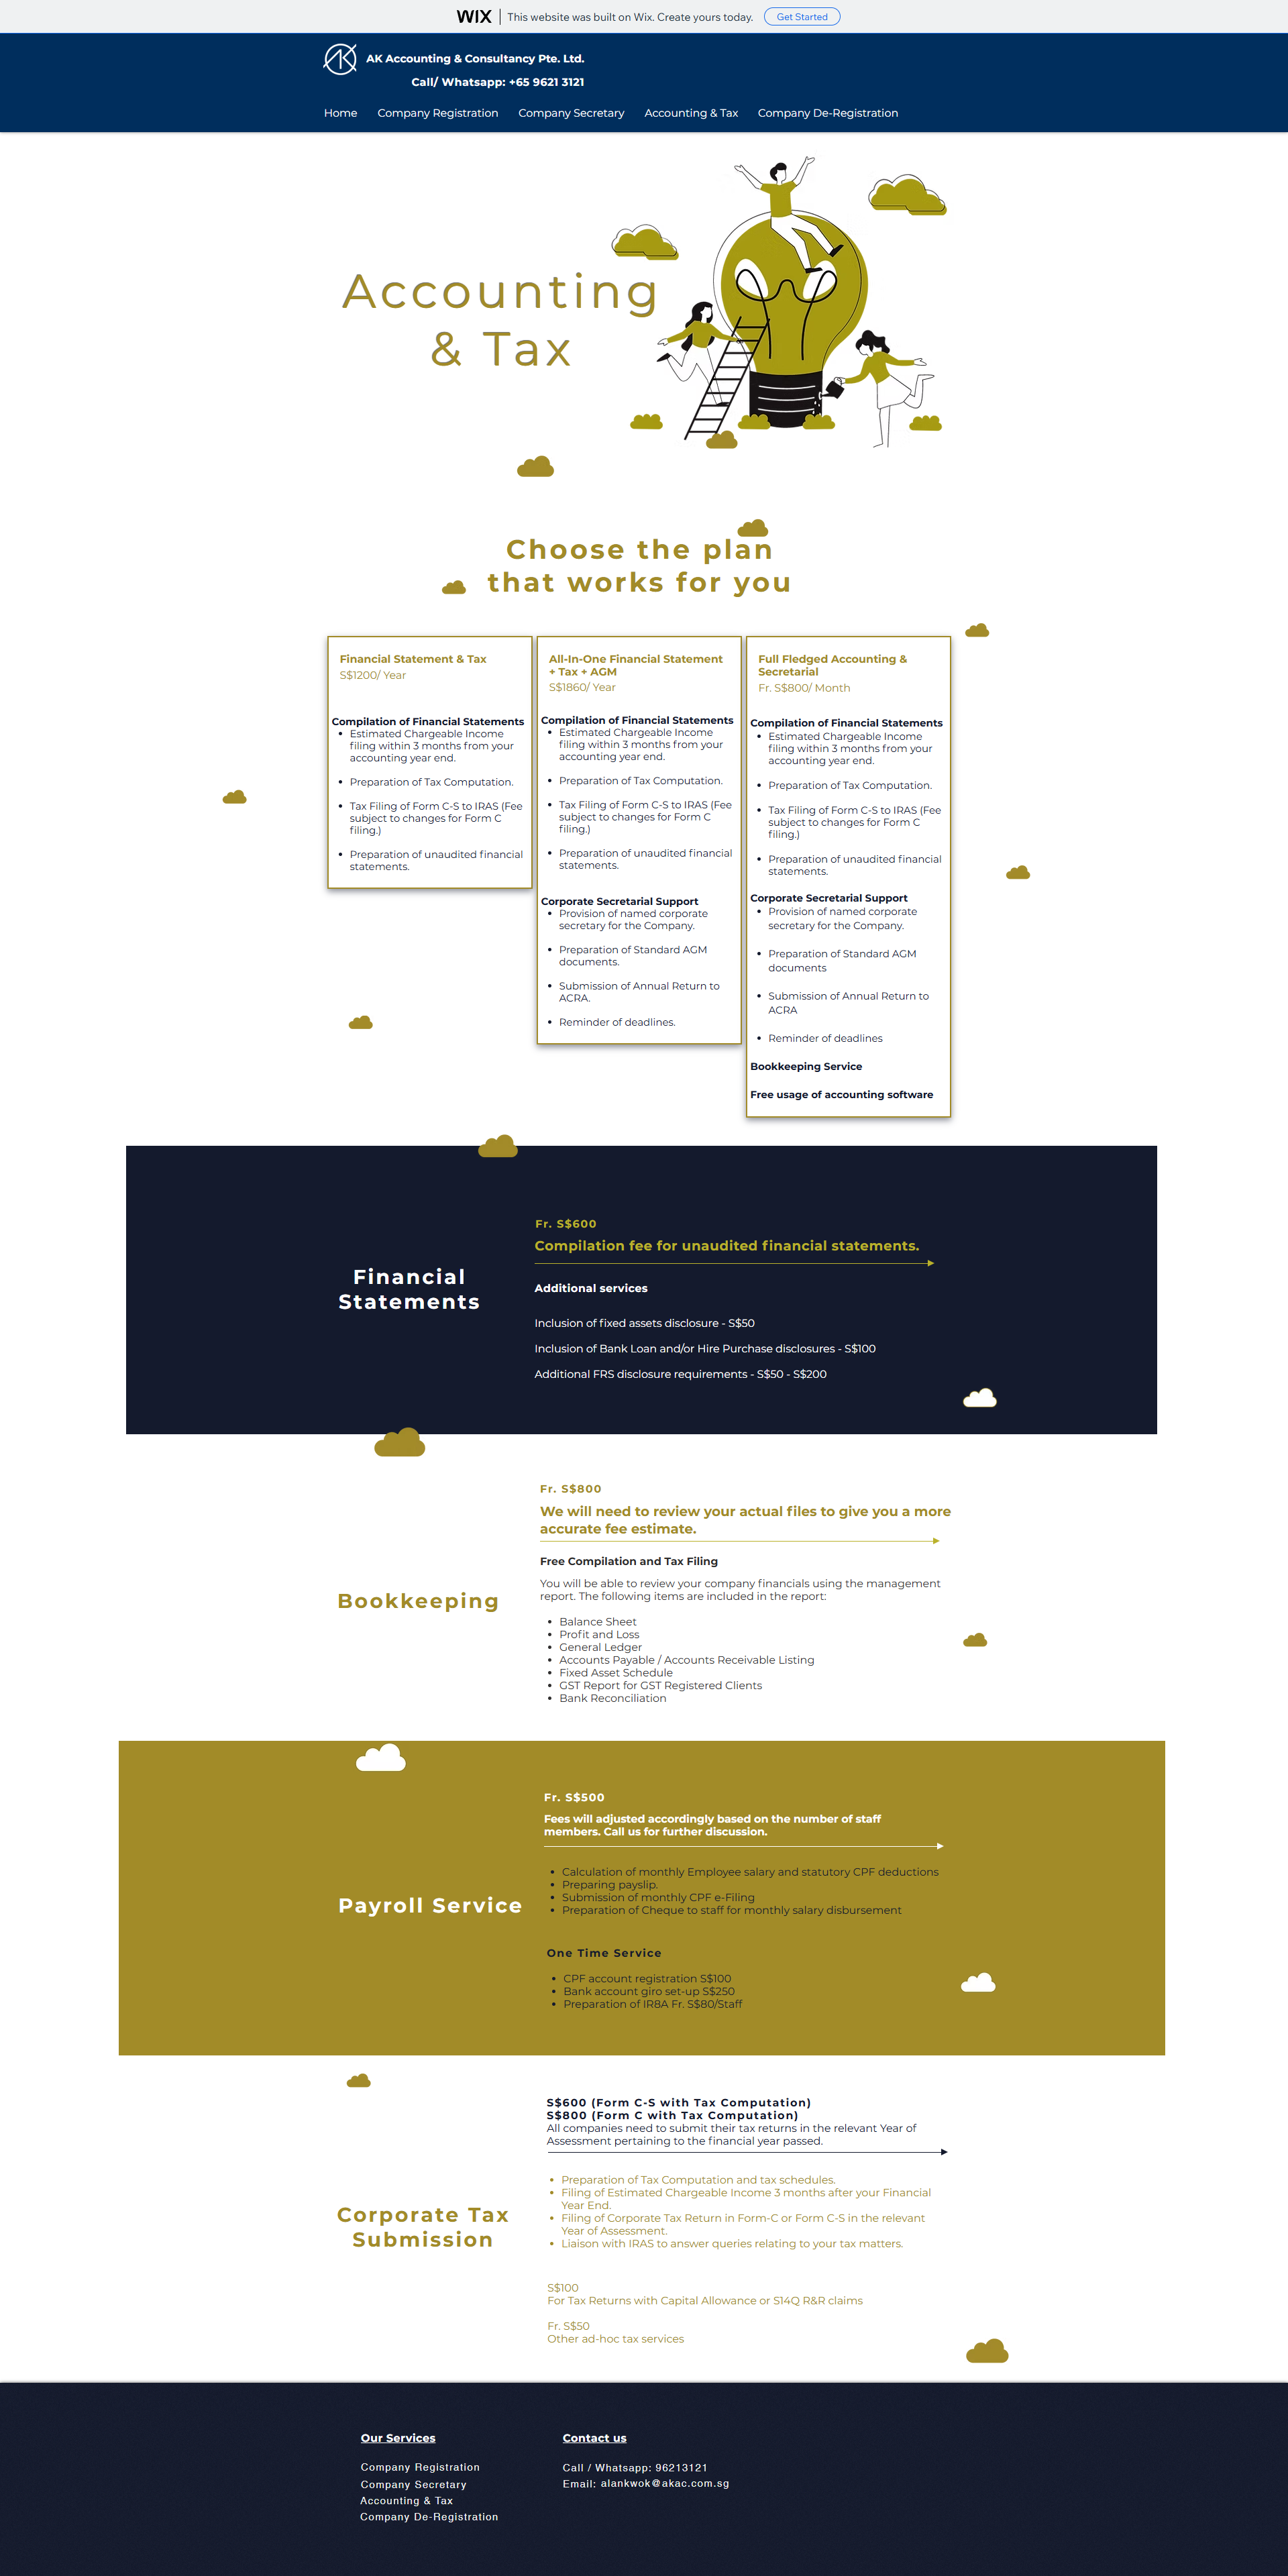 WIX
This website was built on Wix. Create yours today.
Get Started
AK Accounting & Consultancy Pte. Ltd.
Call/ Whatsapp: +65 9621 3121
Home
Company Registration
Company Secretary
Accounting & Tax
Company De-Registration
Accounting
& Tax
Choose the plan
that works for you
Financial Statement & Tax
S$1200/ Year
Compilation of Financial Statements
• Estimated Chargeable Income
filing within 3 months from your
accounting year end.
• Preparation of Tax Computation.
• Tax Filing of Form C-S to IRAS (Fee
subject to changes for Form C
filing.)
• Preparation of unaudited financial
statements.
All-In-One Financial Statement
+ Tax + AGM
S$1860/ Year
Compilation of Financial Statements
• Estimated Chargeable Income
filing within 3 months from your
accounting year end.
• Preparation of Tax Computation.
• Tax Filing of Form C-S to IRAS (Fee
subject to changes for Form C
filing.)
• Preparation of unaudited financial
statements.
Corporate Secretarial Support
• Provision of named corporate
secretary for the Company.
• Preparation of Standard AGM
documents.
• Submission of Annual Return to
ACRA.
• Reminder of deadlines.
Full Fledged Accounting &
Secretarial
Fr. S$800/ Month
Compilation of Financial Statements
• Estimated Chargeable Income
filing within 3 months from your
accounting year end.
• Preparation of Tax Computation.
• Tax Filing of Form C-S to IRAS (Fee
subject to changes for Form C
filing.)
• Preparation of unaudited financial
statements.
Corporate Secretarial Support
• Provision of named corporate
secretary for the Company.
• Preparation of Standard AGM
documents
• Submission of Annual Return to
ACRA
• Reminder of deadlines
Bookkeeping Service
Free usage of accounting software
Financial
Statements
Fr. S$600
Compilation fee for unaudited financial statements.
Additional services
Inclusion of fixed assets disclosure - S$50
Inclusion of Bank Loan and/or Hire Purchase disclosures - S$100
Additional FRS disclosure requirements - S$50 - S$200
Bookkeeping
Fr. S$800
We will need to review your actual files to give you a more
accurate fee estimate.
Free Compilation and Tax Filing
You will be able to review your company financials using the management
report. The following items are included in the report:
• Balance Sheet
• Profit and Loss
• General Ledger
• Accounts Payable / Accounts Receivable Listing
• Fixed Asset Schedule
• GST Report for GST Registered Clients
• Bank Reconciliation
Payroll Service
Fr. S$500
Fees will adjusted accordingly based on the number of staff
members. Call us for further discussion.
• Calculation of monthly Employee salary and statutory CPF deductions
• Preparing payslip.
• Submission of monthly CPF e-Filing
• Preparation of Cheque to staff for monthly salary disbursement
One Time Service
• CPF account registration S$100
• Bank account giro set-up S$250
• Preparation of IR8A Fr. S$80/Staff
Corporate Tax
Submission
S$600 (Form C-S with Tax Computation)
S$800 (Form C with Tax Computation)
All companies need to submit their tax returns in the relevant Year of
Assessment pertaining to the financial year passed.
• Preparation of Tax Computation and tax schedules.
• Filing of Estimated Chargeable Income 3 months after your Financial
Year End.
• Filing of Corporate Tax Return in Form-C or Form C-S in the relevant
Year of Assessment.
• Liaison with IRAS to answer queries relating to your tax matters.
S$100
For Tax Returns with Capital Allowance or S14Q R&R claims
Fr. S$50
Other ad-hoc tax services
Our Services
Company Registration
Company Secretary
Accounting & Tax
Company De-Registration
Contact us
Call / Whatsapp: 96213121
Email: alankwok@akac.com.sg